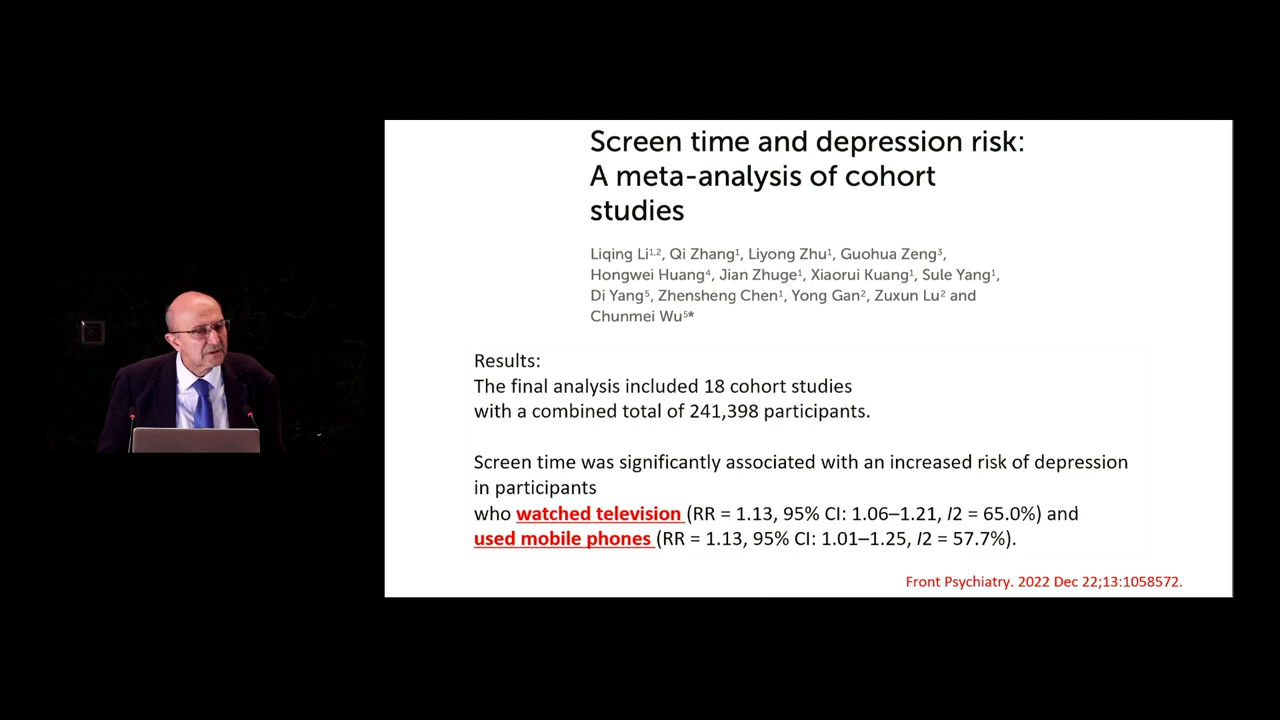 Screen time and depression risk:
A meta-analysis of cohort
studies
Liqing Li¹·², Qi Zhang¹, Liyong Zhu¹, Guohua Zeng³,
Hongwei Huang⁴, Jian Zhuge¹, Xiaorui Kuang¹, Sule Yang¹,
Di Yang⁵, Zhensheng Chen¹, Yong Gan², Zuxun Lu² and
Chunmei Wu⁵*
Results:
The final analysis included 18 cohort studies
with a combined total of 241,398 participants.
Screen time was significantly associated with an increased risk of depression
in participants
who watched television (RR = 1.13, 95% CI: 1.06–1.21, I2 = 65.0%) and
used mobile phones (RR = 1.13, 95% CI: 1.01–1.25, I2 = 57.7%).
Front Psychiatry. 2022 Dec 22;13:1058572.